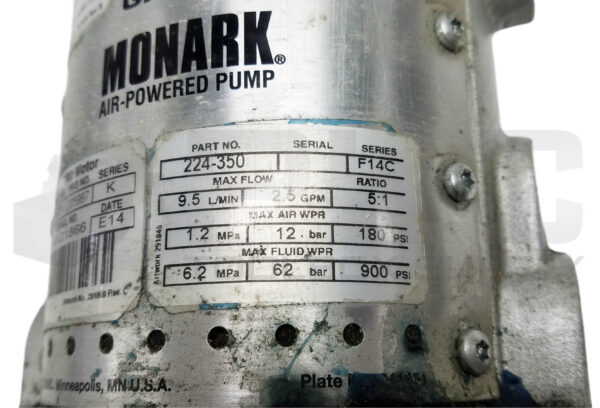 MONARK®
AIR-POWERED PUMP
PART NO. SERIAL SERIES
224-350 F14C
MAX FLOW RATIO
9.5 L/MIN 2.5 GPM 5:1
MAX AIR WPR
1.2 MPa 12 bar 180 PSI
MAX FLUID WPR
6.2 MPa 62 bar 900 PSI
Artwork 291845
Motor
SERIES
K
DATE
E14
Minneapolis, MN U.S.A.
Plate